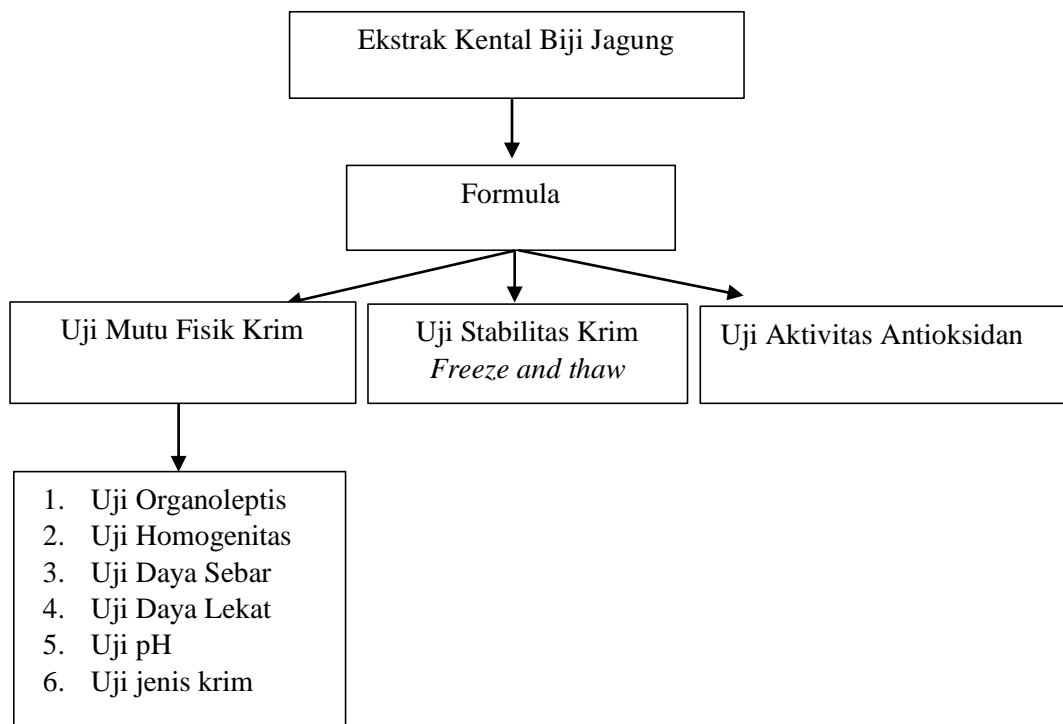 Ekstrak Kental Biji Jagung
Formula
Uji Mutu Fisik Krim
Uji Stabilitas Krim
Freeze and thaw
Uji Aktivitas Antioksidan
1. Uji Organoleptis
2. Uji Homogenitas
3. Uji Daya Sebar
4. Uji Daya Lekat
5. Uji pH
6. Uji jenis krim